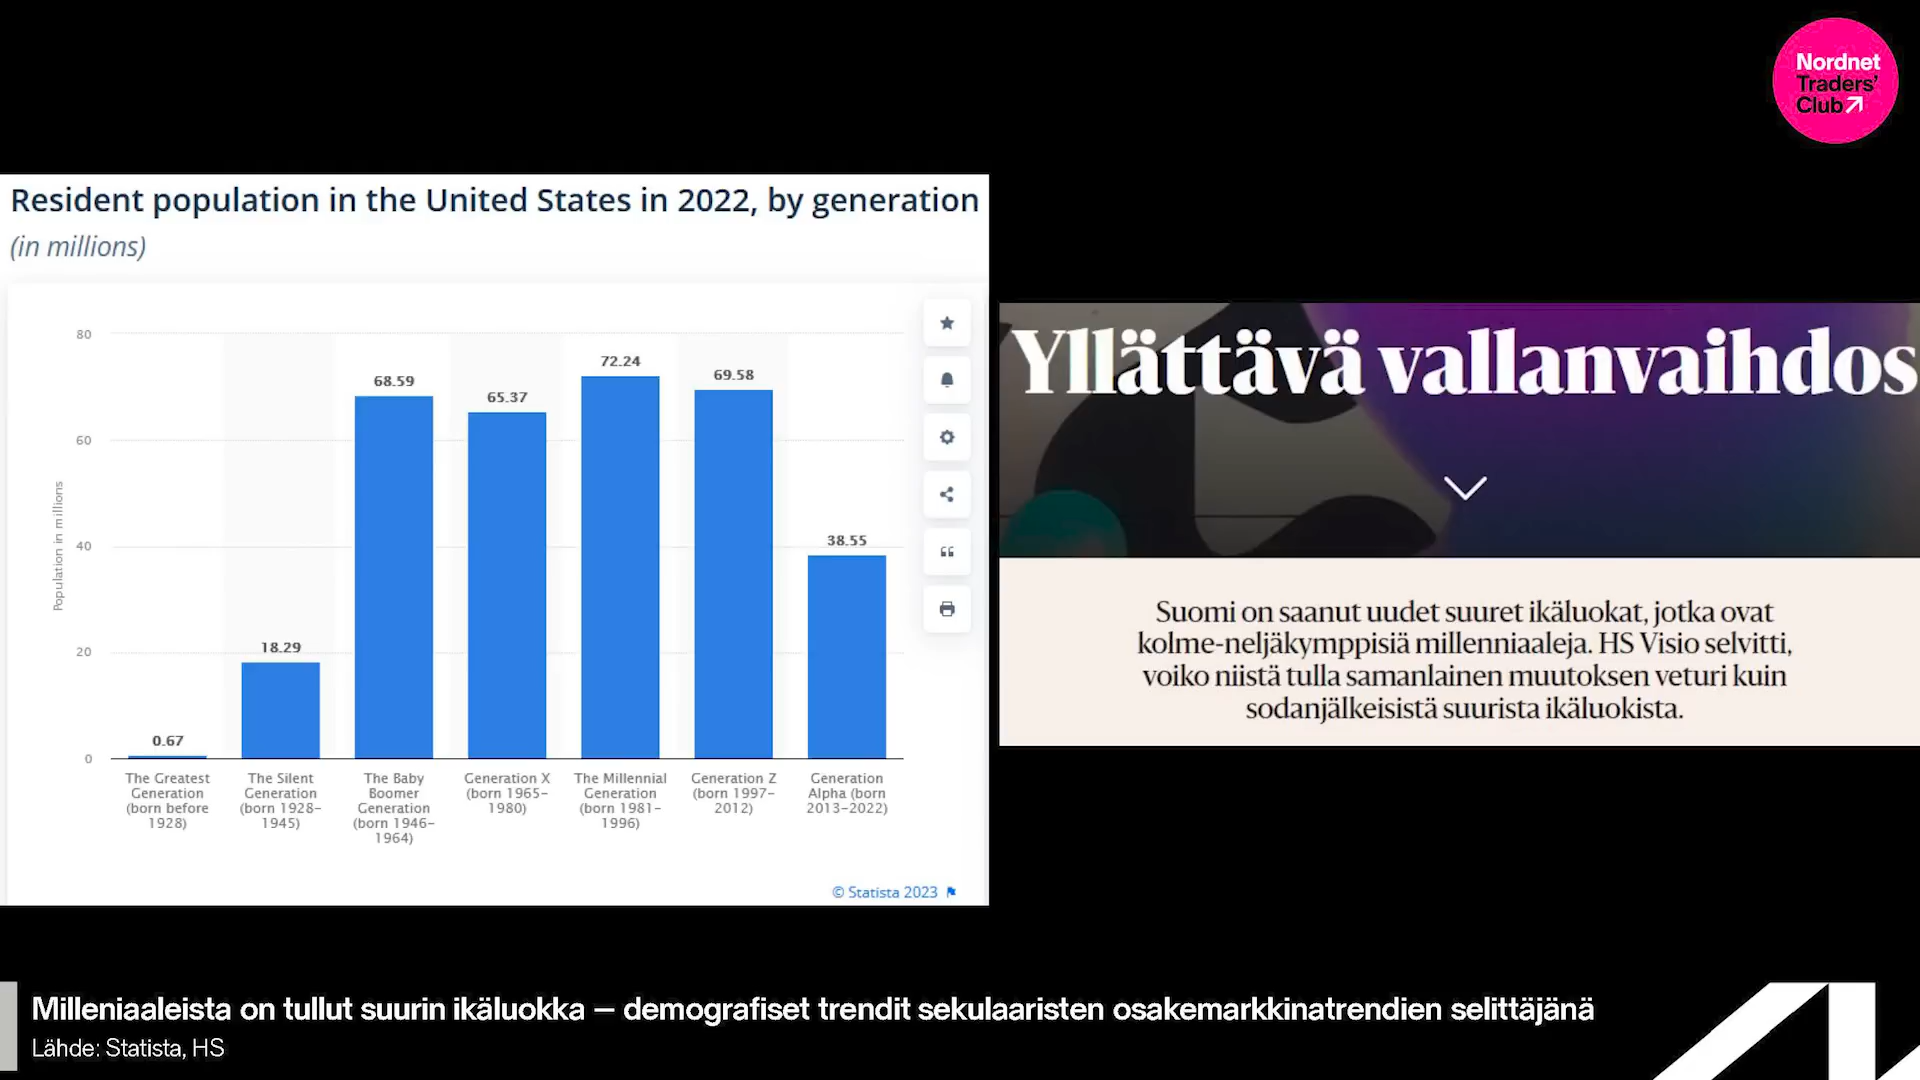 Nordnet
Traders'
Club
Resident population in the United States in 2022, by generation
(in millions)
Population in millions
80
60
40
20
0
0.67
18.29
68.59
65.37
72.24
69.58
38.55
The Greatest
Generation
(born before
1928)
The Silent
Generation
(born 1928–
1945)
The Baby
Boomer
Generation
(born 1946–
1964)
Generation X
(born 1965–
1980)
The Millennial
Generation
(born 1981–
1996)
Generation Z
(born 1997–
2012)
Generation
Alpha (born
2013–2022)
© Statista 2023
Yllättävä vallanvaihdos
Suomi on saanut uudet suuret ikäluokat, jotka ovat
kolme-neljäkymppisiä millenniaaleja. HS Visio selvitti,
voiko niistä tulla samanlainen muutoksen veturi kuin
sodanjälkeisistä suurista ikäluokista.
Milleniaaleista on tullut suurin ikäluokka – demografiset trendit sekulaaristen osakemarkkinatrendien selittäjänä
Lähde: Statista, HS